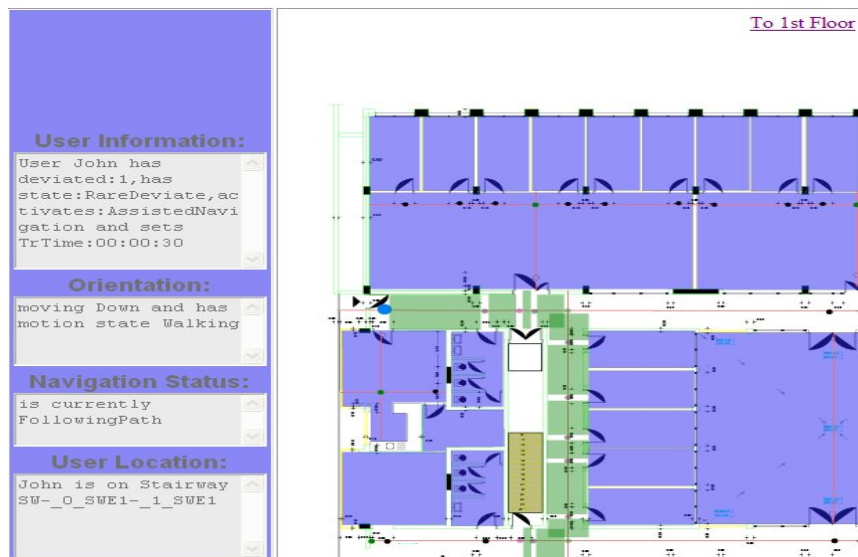 To 1st Floor
User Information:
User John has
deviated:1,has
state:RareDeviate,ac
tivates:AssistedNavi
gation and sets
TrTime:00:00:30
Orientation:
moving Down and has
motion state Walking
Navigation Status:
is currently
FollowingPath
User Location:
John is on Stairway
SW-_0_SWE1-_1_SWE1